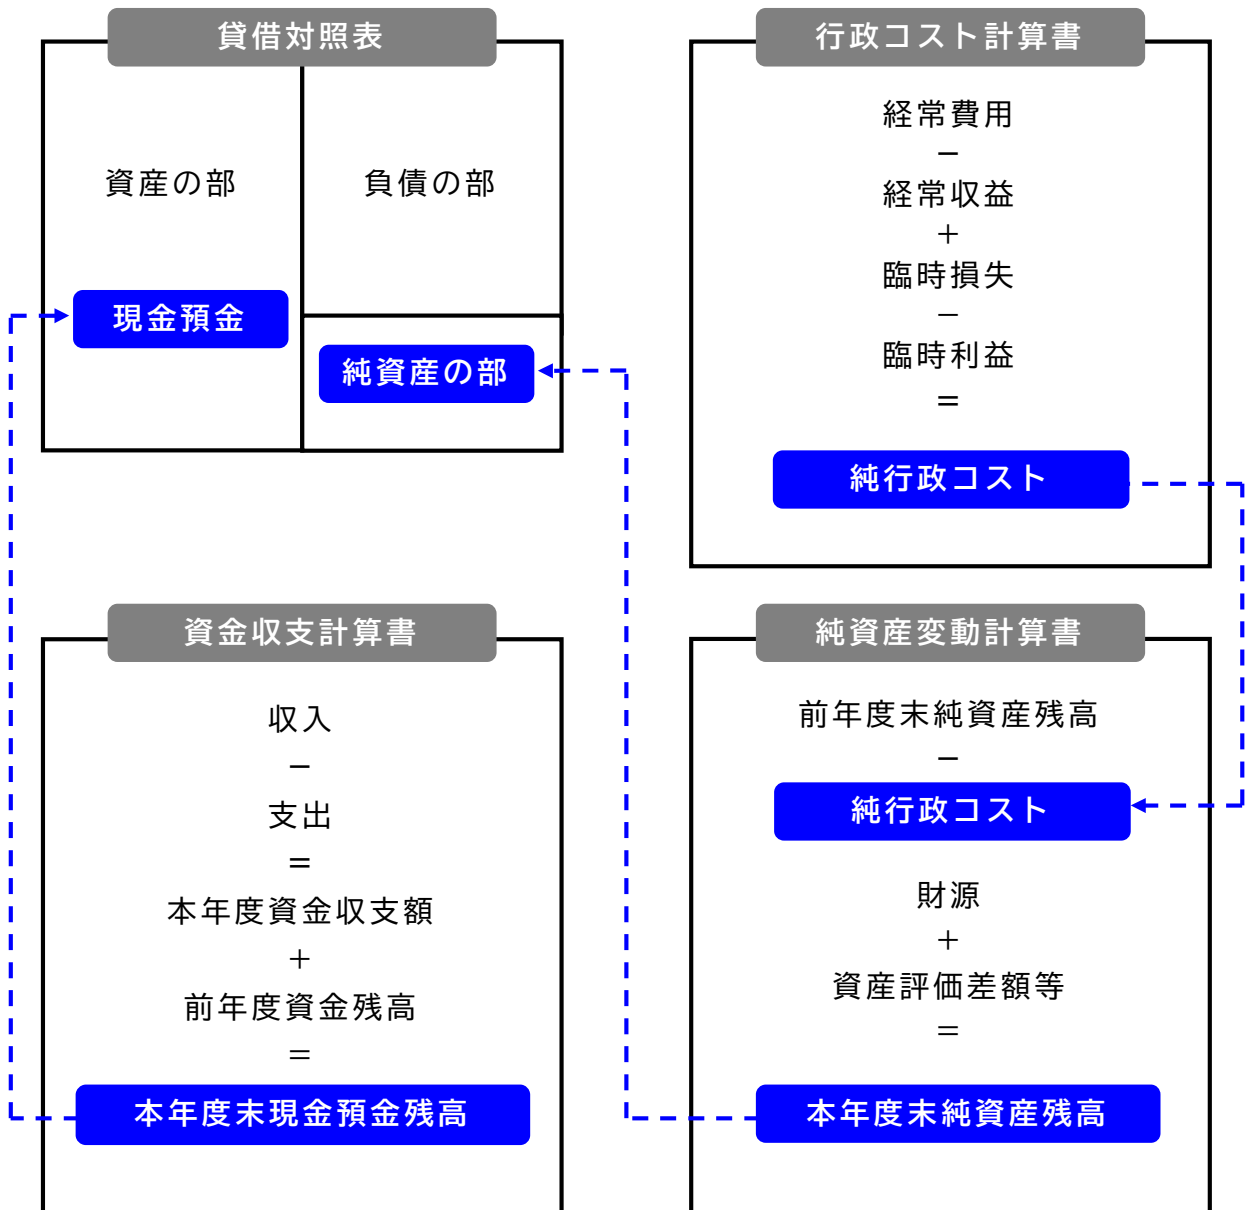 貸借対照表
資産の部
負債の部
現金預金
純資産の部
行政コスト計算書
経常費用
－
経常収益
＋
臨時損失
－
臨時利益
＝
純行政コスト
資金収支計算書
収入
－
支出
＝
本年度資金収支額
＋
前年度資金残高
＝
本年度末現金預金残高
純資産変動計算書
前年度末純資産残高
－
純行政コスト
財源
＋
資産評価差額等
＝
本年度末純資産残高